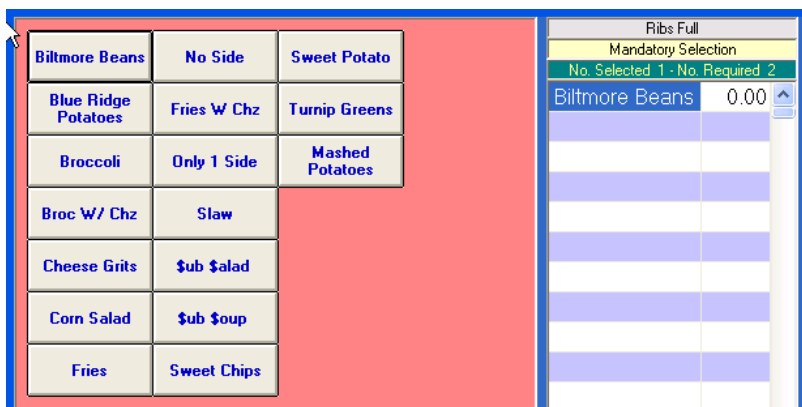 Biltmore Beans
No Side
Sweet Potato
Blue Ridge
Potatoes
Fries W Chz
Turnip Greens
Broccoli
Only 1 Side
Mashed
Potatoes
Broc W/ Chz
Slaw
Cheese Grits
$ub $alad
Corn Salad
$ub $oup
Fries
Sweet Chips
Ribs Full
Mandatory Selection
No. Selected 1 - No. Required 2
Biltmore Beans 0.00